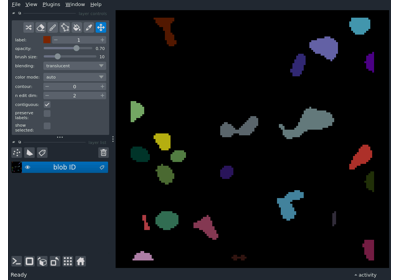 File View Plugins Window Help
label: 1
opacity: 0.70
brush size: 10
blending: translucent
color mode: auto
contour: 0
n edit dim: 2
contiguous:
preserve
labels:
show
selected:
blob ID
Ready
activity